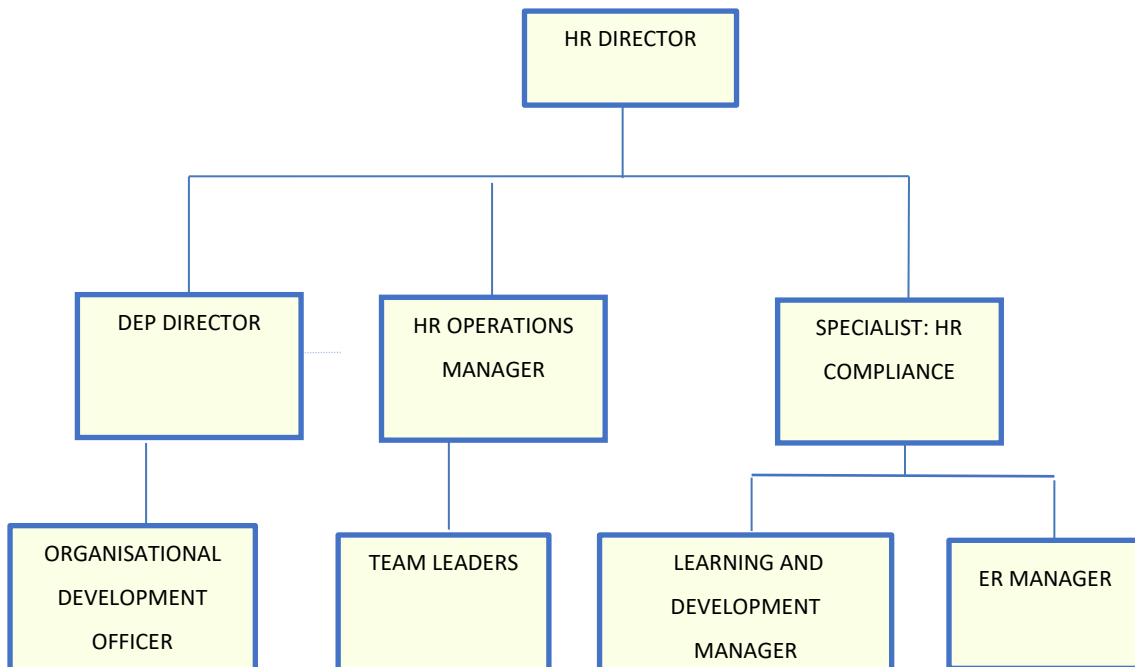 HR DIRECTOR
DEP DIRECTOR
HR OPERATIONS
MANAGER
SPECIALIST: HR
COMPLIANCE
ORGANISATIONAL
DEVELOPMENT
OFFICER
TEAM LEADERS
LEARNING AND
DEVELOPMENT
MANAGER
ER MANAGER